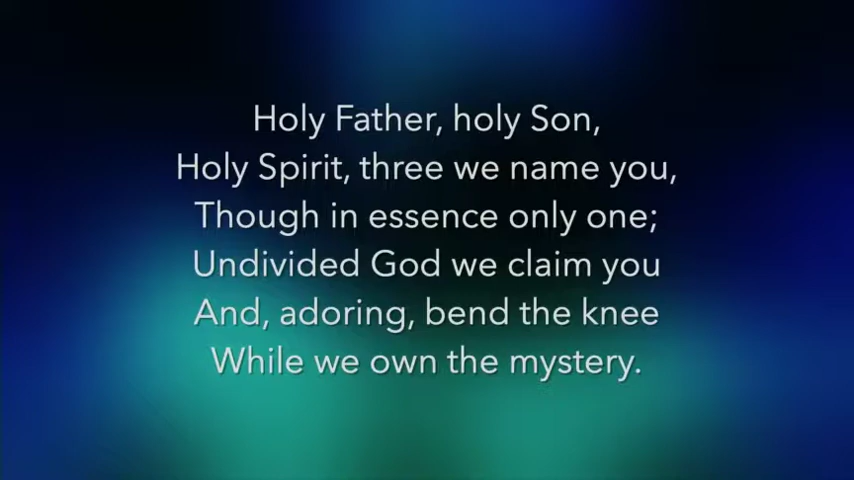 Holy Father, holy Son,
Holy Spirit, three we name you,
Though in essence only one;
Undivided God we claim you
And, adoring, bend the knee
While we own the mystery.